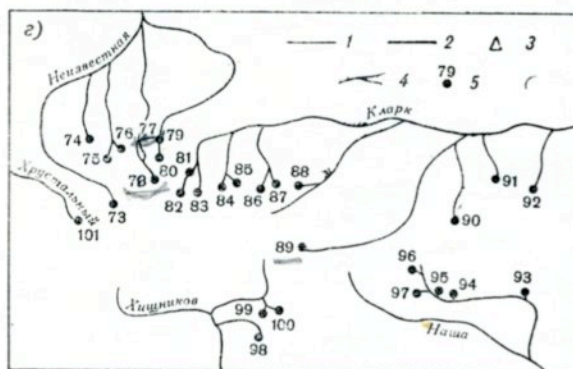 г)
1 2 Δ 3
4 79 5
Неизвестная
Кларк
74 76 77 79
75
78 80 81
82 83 84 85 86 87 88
91 92
90
Хрустальный
73
101
89
96
97 95 94 93
Хищников
99 100
98
Наша